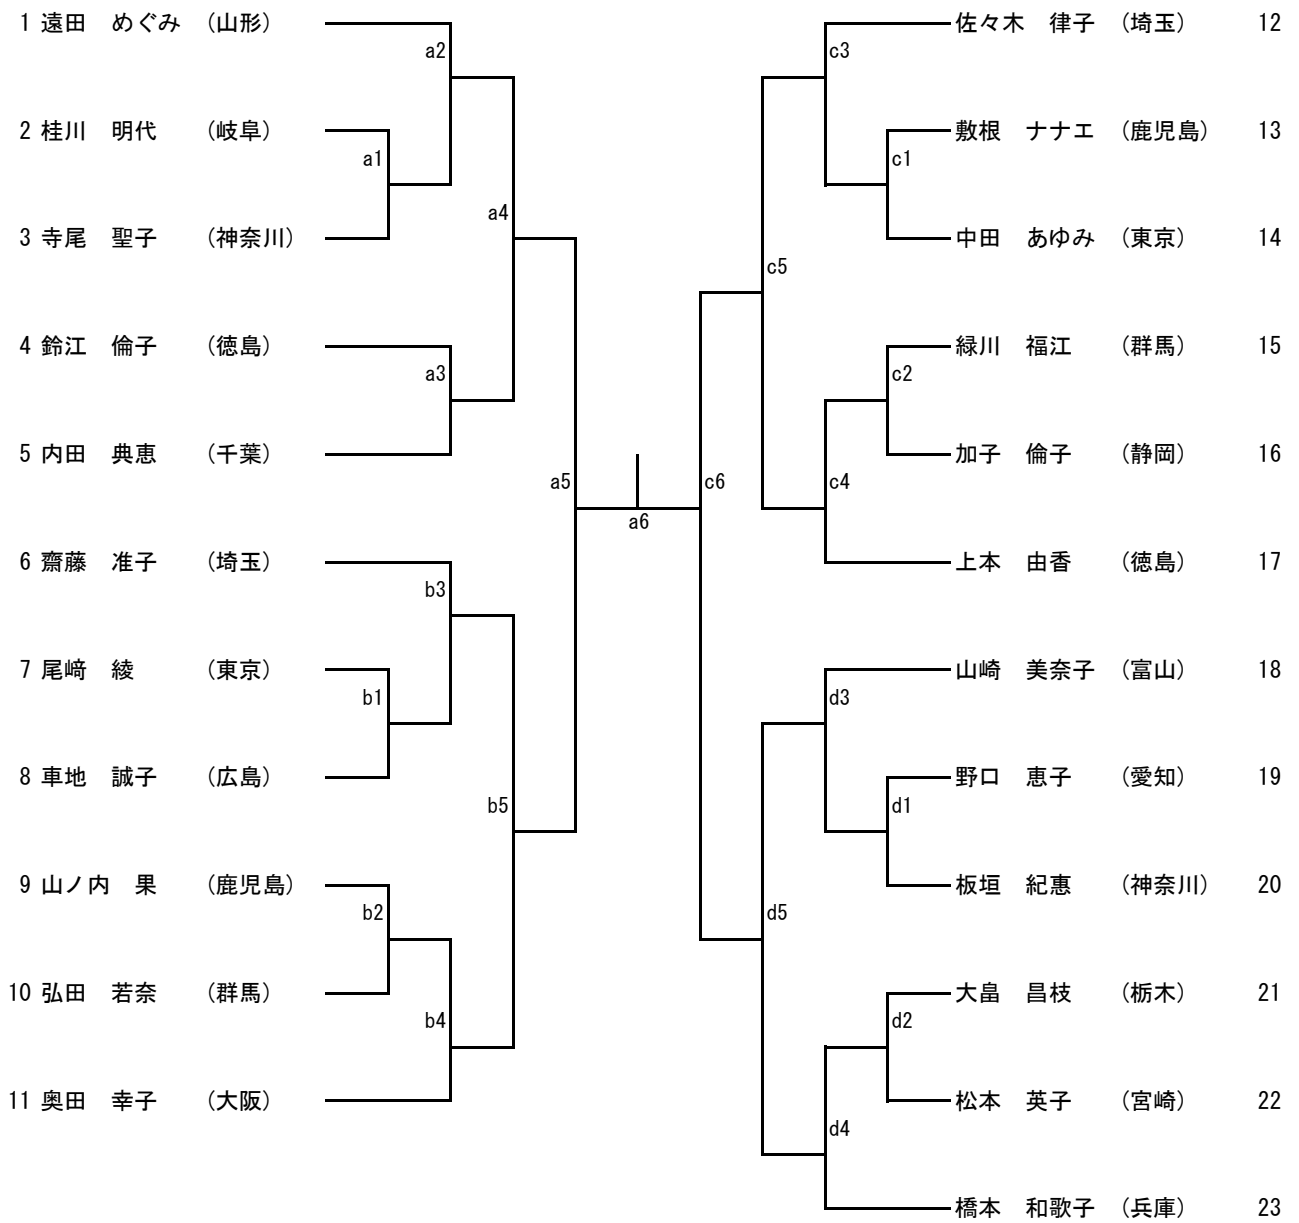 1 遠田　めぐみ （山形）
a2
2 桂川　明代 （岐阜）
a1
3 寺尾　聖子 （神奈川）
a4
4 鈴江　倫子 （徳島）
a3
5 内田　典恵 （千葉）
a5
6 齋藤　准子 （埼玉）
b3
7 尾﨑　綾 （東京）
b1
8 車地　誠子 （広島）
b5
9 山ノ内　果 （鹿児島）
b2
10 弘田　若奈 （群馬）
b4
11 奥田　幸子 （大阪）
a6
佐々木　律子 （埼玉） 12
c3
敷根　ナナエ （鹿児島） 13
c1
中田　あゆみ （東京） 14
c5
緑川　福江 （群馬） 15
c2
加子　倫子 （静岡） 16
c6
c4
上本　由香 （徳島） 17
山崎　美奈子 （富山） 18
d3
野口　恵子 （愛知） 19
d1
板垣　紀惠 （神奈川） 20
d5
大畠　昌枝 （栃木） 21
d2
松本　英子 （宮崎） 22
d4
橋本　和歌子 （兵庫） 23